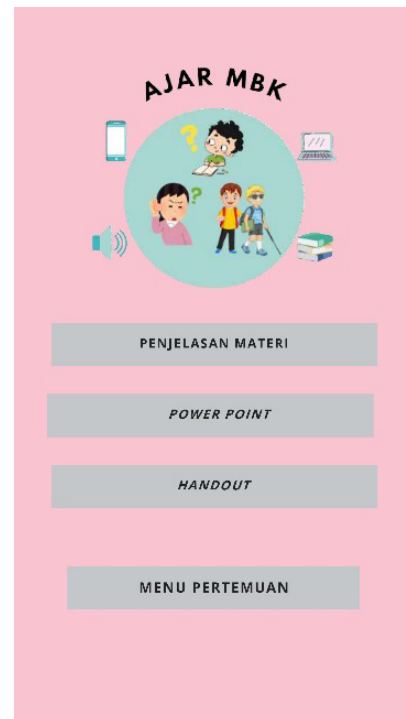 AJAR MBK
PENJELASAN MATERI
POWER POINT
HANDOUT
MENU PERTEMUAN